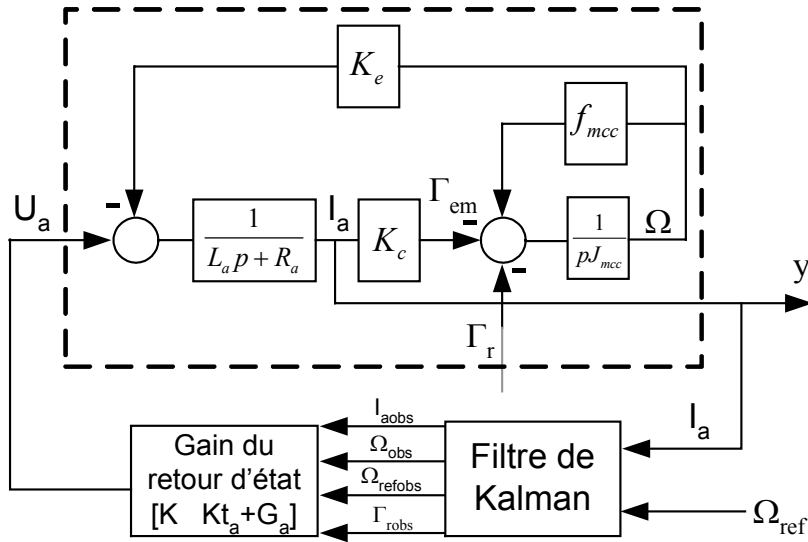 K_e
f_mcc
U_a
-
1
L_a p + R_a
I_a
K_c
Γ_em
-
-
-
1
pJ_mcc
Ω
y
Γ_r
I_a
Gain du
retour d’état
[K Kt_a+G_a]
I_aobs
Ω_obs
Ω_refobs
Γ_robs
Filtre de
Kalman
Ω_ref